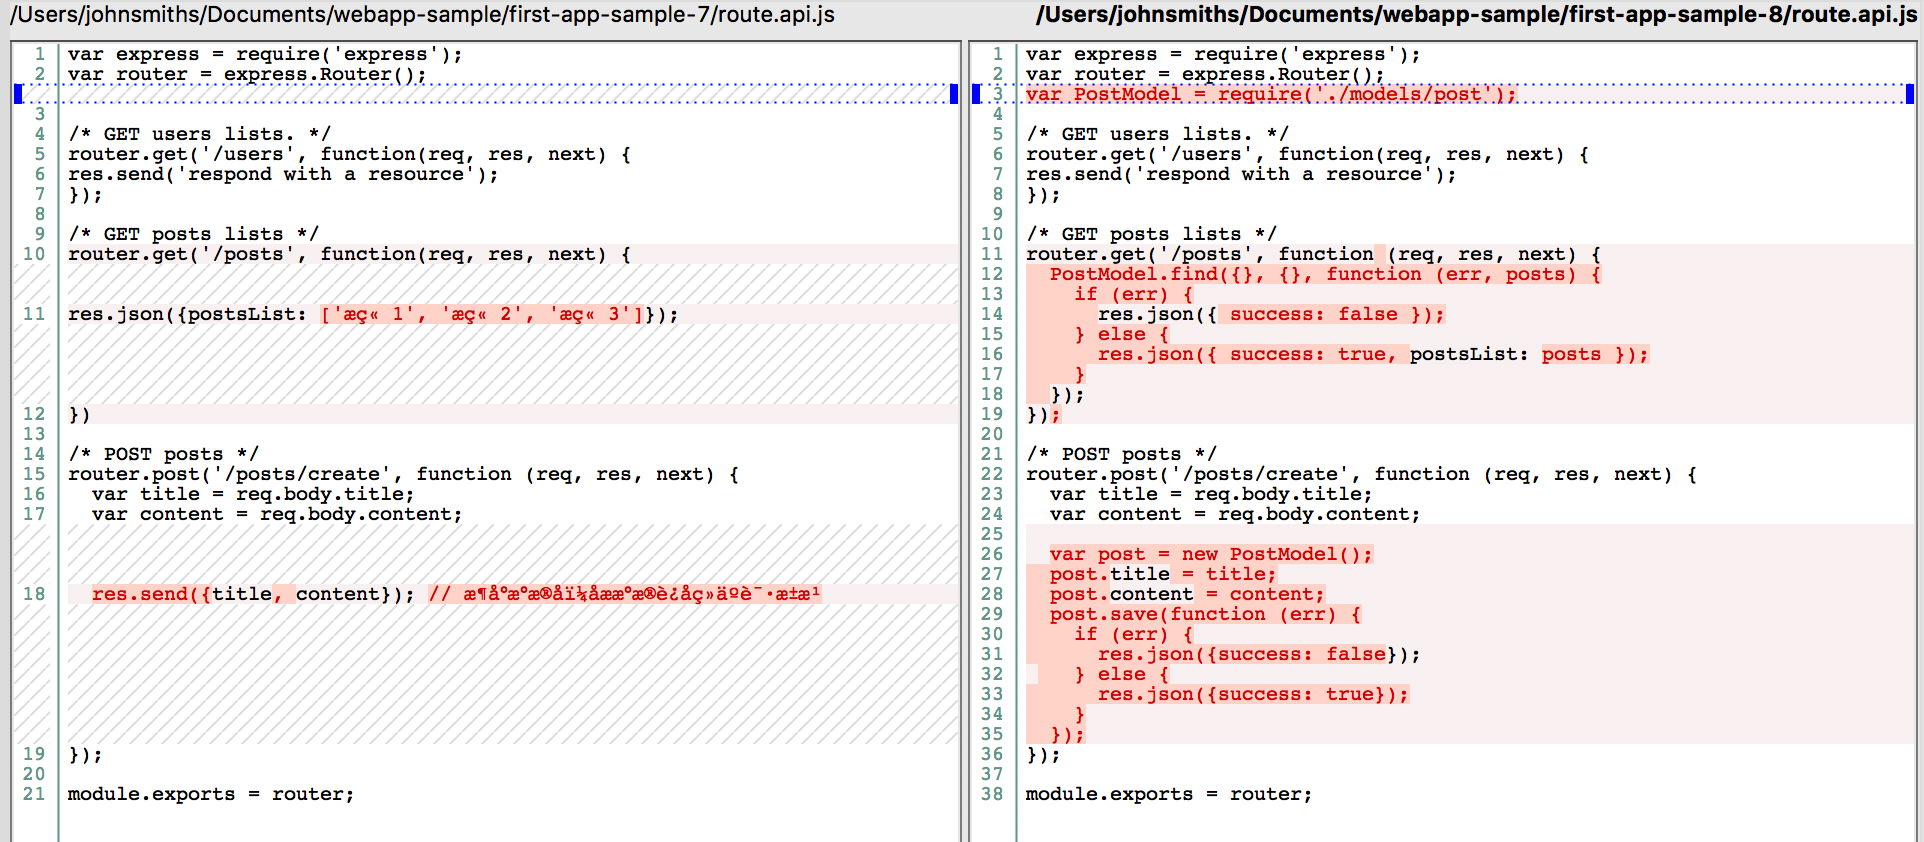 /Users/johnsmiths/Documents/webapp-sample/first-app-sample-7/route.api.js
1 var express = require('express');
2 var router = express.Router();
3
4 /* GET users lists. */
5 router.get('/users', function(req, res, next) {
6 res.send('respond with a resource');
7 });
8
9 /* GET posts lists */
10 router.get('/posts', function(req, res, next) {
11 res.json({postsList: ['æç« 1', 'æç« 2', 'æç« 3']});
12 })
13
14 /* POST posts */
15 router.post('/posts/create', function (req, res, next) {
16 var title = req.body.title;
17 var content = req.body.content;
18 res.send({title, content}); //
19 });
20
21 module.exports = router;
/Users/johnsmiths/Documents/webapp-sample/first-app-sample-8/route.api.js
1 var express = require('express');
2 var router = express.Router();
3 var PostModel = require('./models/post');
4
5 /* GET users lists. */
6 router.get('/users', function(req, res, next) {
7 res.send('respond with a resource');
8 });
9
10 /* GET posts lists */
11 router.get('/posts', function (req, res, next) {
12 PostModel.find({}, {}, function (err, posts) {
13 if (err) {
14 res.json({ success: false });
15 } else {
16 res.json({ success: true, postsList: posts });
17 }
18 });
19 });
20
21 /* POST posts */
22 router.post('/posts/create', function (req, res, next) {
23 var title = req.body.title;
24 var content = req.body.content;
25
26 var post = new PostModel();
27 post.title = title;
28 post.content = content;
29 post.save(function (err) {
30 if (err) {
31 res.json({success: false});
32 } else {
33 res.json({success: true});
34 }
35 });
36 });
37
38 module.exports = router;